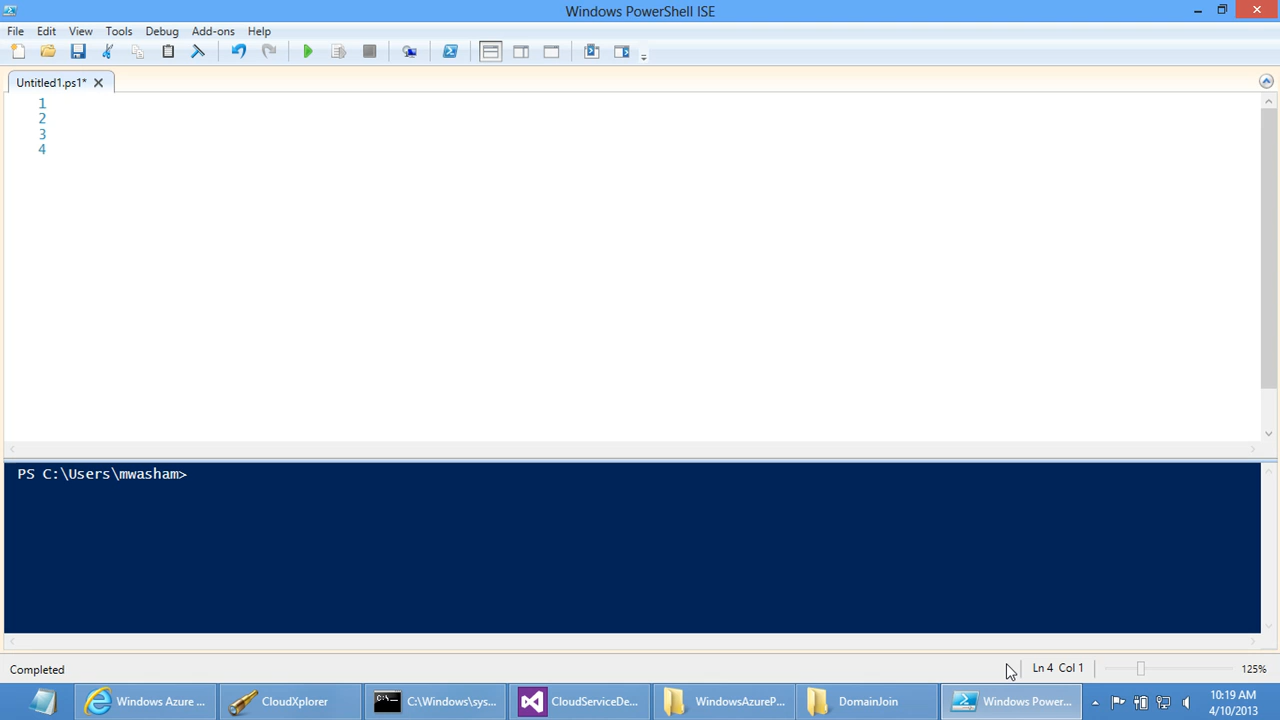 Windows PowerShell ISE
File Edit View Tools Debug Add-ons Help
Untitled1.ps1*
1
2
3
4
PS C:\Users\mwasham>
Completed
Ln 4 Col 1
125%
Windows Azure ...
CloudXplorer
C:\Windows\sys...
CloudServiceDe...
WindowsAzureP...
DomainJoin
Windows Power...
10:19 AM
4/10/2013